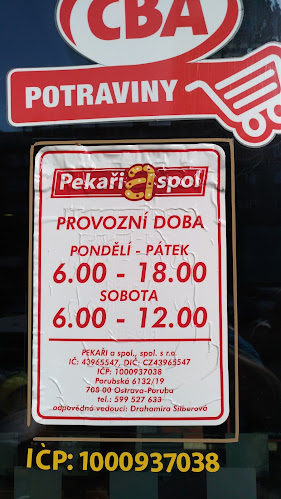 CBA
POTRAVINY
Pekaři a spol
PROVOZNÍ DOBA
PONDĚLÍ - PÁTEK
6.00 - 18.00
SOBOTA
6.00 - 12.00
PEKAŘI a spol., spol. s r.o.
IČ: 43965547, DIČ: CZ43965547
IČP: 1000937038
Porubská 6132/19
708 00 Ostrava-Poruba
tel.: 599 527 633
odpovědná vedoucí: Drahomíra Silberová
IČP: 1000937038